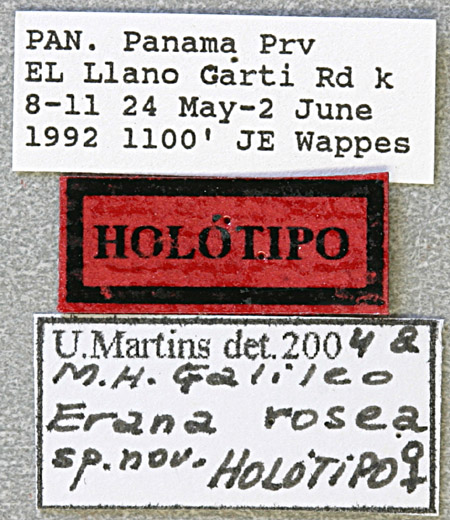 PAN. Panama Prv
EL Llano Garti Rd k
8-11 24 May-2 June
1992 1100' JE Wappes
HOLÓTIPO
U.Martins det.2004 &
M.H. Galileo
Erana rosea
sp.nov. HOLÓTIPO ♀